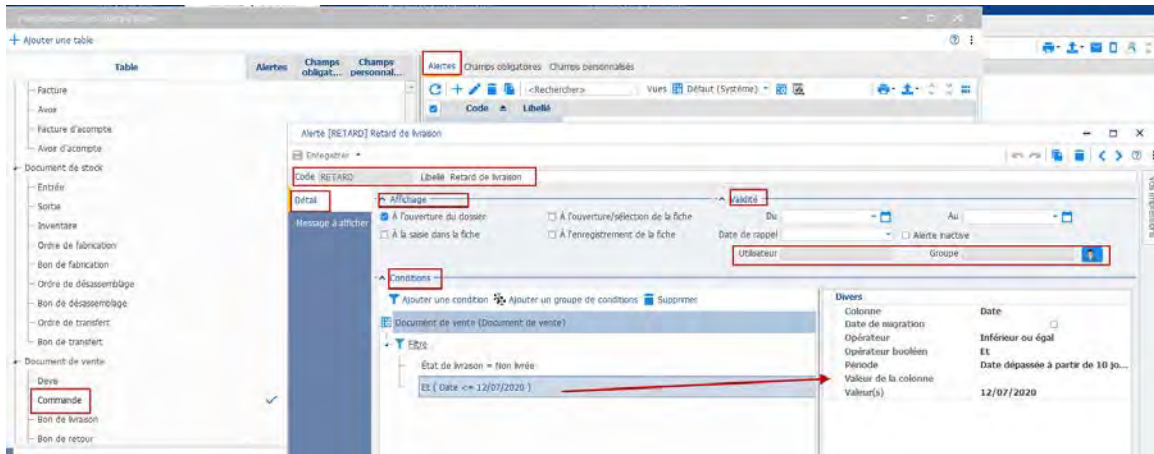 Ajouter une table
Table Alertes Champs obligat... Champs personnal...
Facture
Avoir
Facture d'acompte
Avoir d'acompte
Document de stock
Entrée
Sortie
Inventaire
Ordre de fabrication
Bon de fabrication
Ordre de désassemblage
Bon de désassemblage
Ordre de transfert
Bon de transfert
Document de vente
Devis
Commande
Bon de livraison
Bon de retour
Alertes Champs obligatoires Champs personnalisés
<Rechercher> Vues Défaut (Système)
Code Libellé
Alerte [RETARD] Retard de livraison
Enregistrer
Code RETARD Libellé Retard de livraison
Détail
Message à afficher
Affichage
À l'ouverture du dossier À l'ouverture/sélection de la fiche
À la saisie dans la fiche À l'enregistrement de la fiche
Validité
Du Au
Date de rappel Alerte inactive
Utilisateur Groupe
Conditions
Ajouter une condition Ajouter un groupe de conditions Supprimer
Document de vente (Document de vente)
Filtre
État de livraison = Non livrée
Et ( Date <= 12/07/2020 )
Divers
Colonne Date
Date de migration
Opérateur Inférieur ou égal
Opérateur booléen Et
Période Date dépassée à partir de 10 jo...
Valeur de la colonne
Valeur(s) 12/07/2020